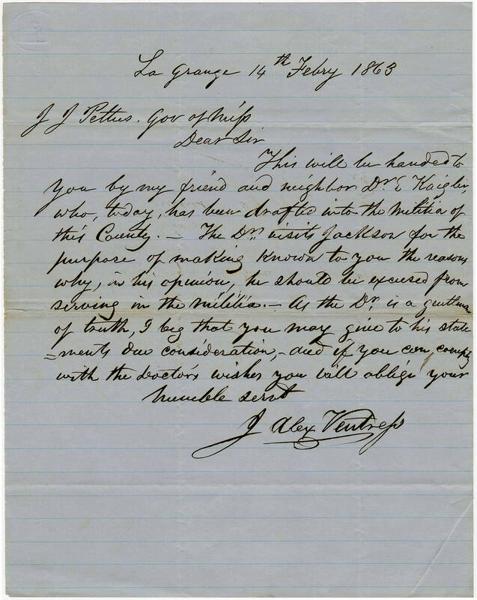 La Grange 14th Febry 1863
J J Pettus. Gov of Miss
Dear Sir
This will be handed to
you by my friend and neighbor Dr. E Kaigler
who, today, has been drafted into the militia of
this County. — The Dr. visits Jackson for the
purpose of making known to you the reasons
why, in his opinion, he should be excused from
serving in the militia. — As the Dr. is a gentleman
of truth, I beg that you may give to his state
=ments due consideration, – and if you can comply
with the doctor's wishes you will oblige your
humble servt
J Alex Ventress